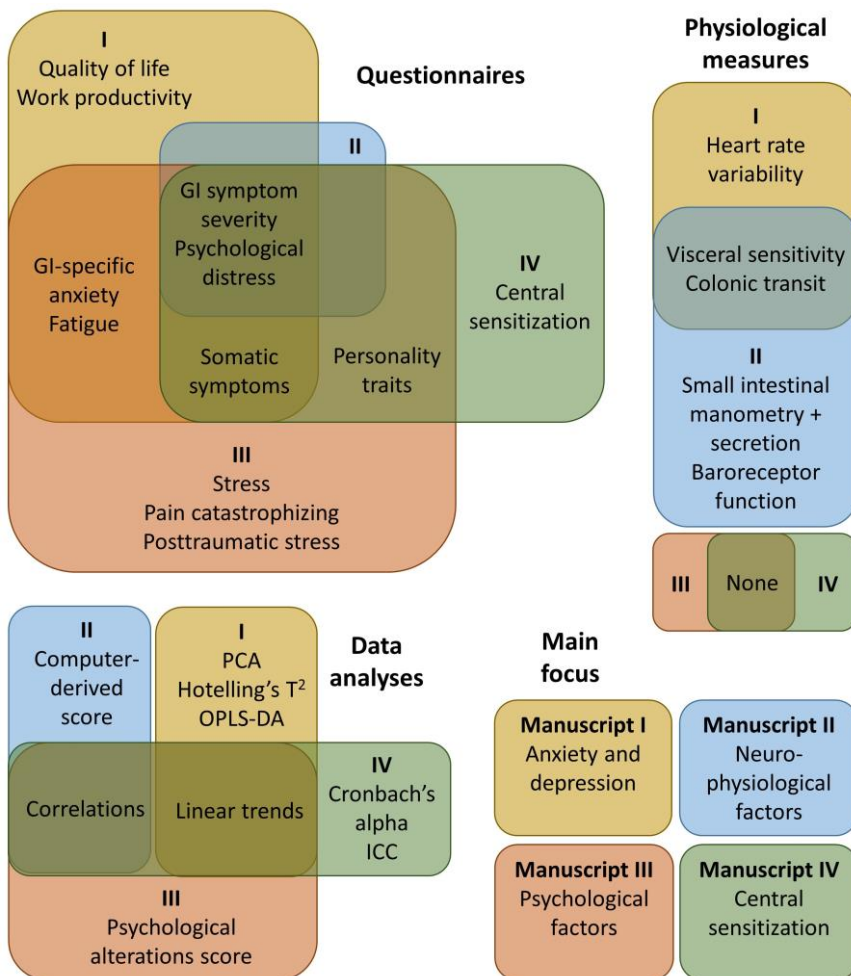 I
Quality of life
Work productivity
Questionnaires
II
GI symptom
severity
Psychological
distress
GI-specific
anxiety
Fatigue
IV
Central
sensitization
Somatic
symptoms
Personality
traits
III
Stress
Pain catastrophizing
Posttraumatic stress
Physiological
measures
I
Heart rate
variability
Visceral sensitivity
Colonic transit
II
Small intestinal
manometry +
secretion
Baroreceptor
function
III
None
IV
II
Computer-
derived
score
I
PCA
Hotelling's T²
OPLS-DA
Data
analyses
Correlations
Linear trends
IV
Cronbach's
alpha
ICC
III
Psychological
alterations score
Main
focus
Manuscript I
Anxiety and
depression
Manuscript II
Neuro-
physiological
factors
Manuscript III
Psychological
factors
Manuscript IV
Central
sensitization